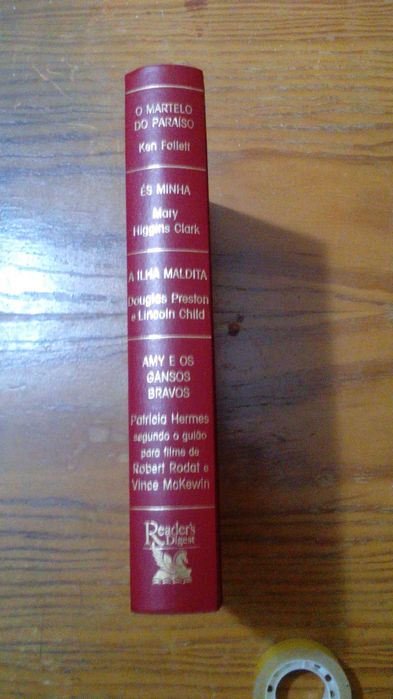 O MARTELO
DO PARAÍSO
Ken Follett
ÉS MINHA
Mary
Higgins Clark
A ILHA MALDITA
Douglas Preston
e Lincoln Child
AMY E OS
GANSOS
BRAVOS
Patricia Hermes
segundo o guião
para filme de
Robert Rodat e
Vince McKewin
Reader's
Digest